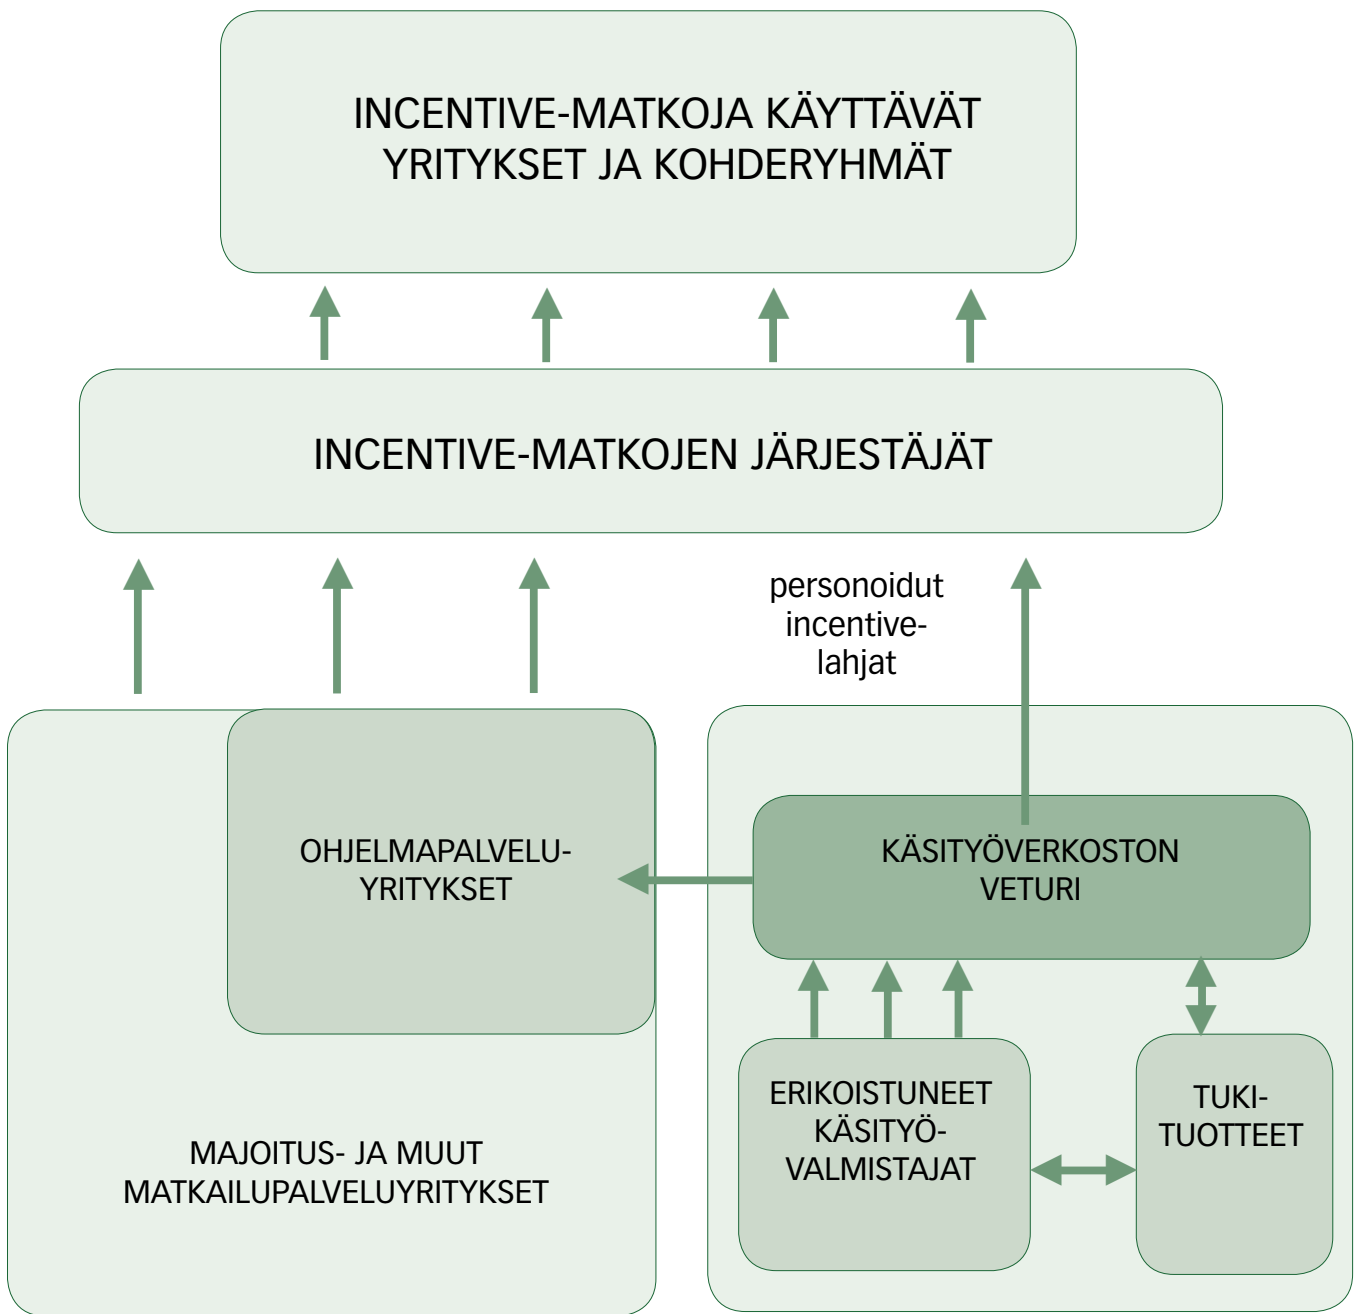 INCENTIVE-MATKOJA KÄYTTÄVÄT
YRITYKSET JA KOHDERYHMÄT
INCENTIVE-MATKOJEN JÄRJESTÄJÄT
personoidut
incentive-
lahjat
OHJELMAPALVELU-
YRITYKSET
KÄSITYÖVERKOSTON
VETURI
MAJOITUS- JA MUUT
MATKAILUPALVELUYRITYKSET
ERIKOISTUNEET
KÄSITYÖ-
VALMISTAJAT
TUKI-
TUOTTEET